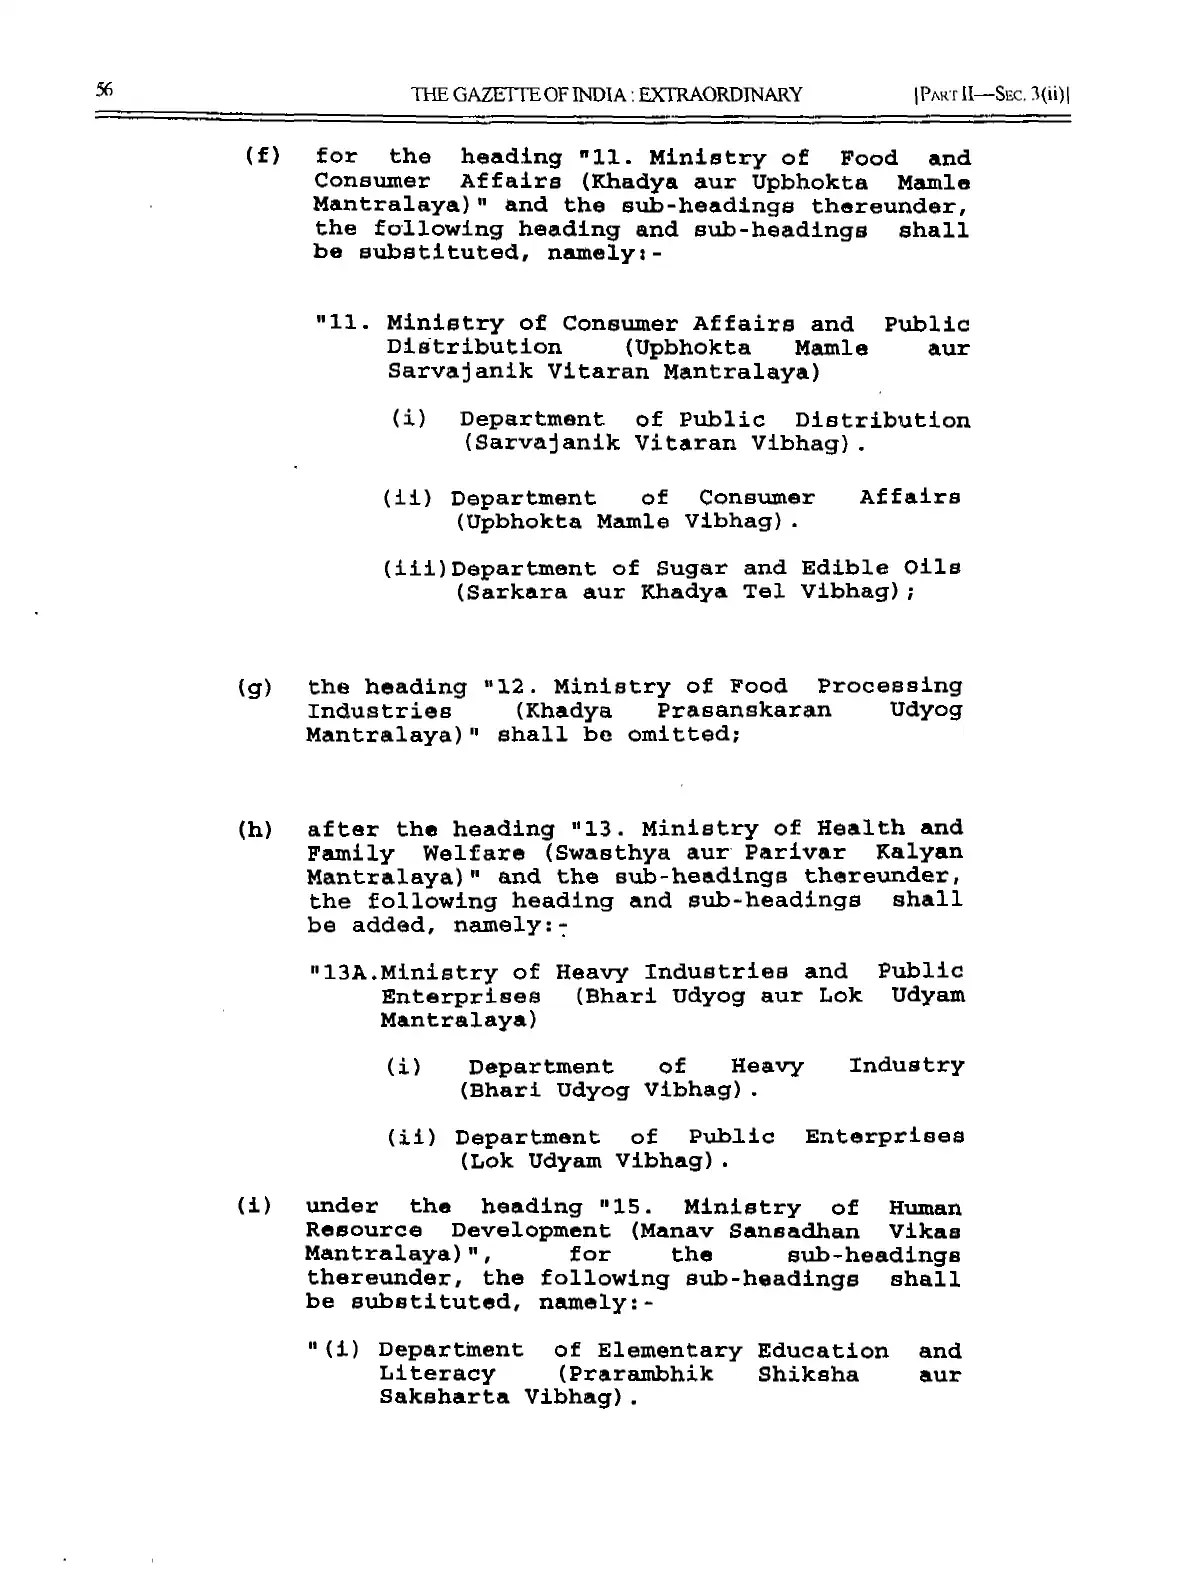 56 THE GAZETTE OF INDIA : EXTRAORDINARY [PART II—SEC. 3(ii)]
(f) for the heading "11. Ministry of Food and
Consumer Affairs (Khadya aur Upbhokta Mamle
Mantralaya)" and the sub-headings thereunder,
the following heading and sub-headings shall
be substituted, namely:-
"11. Ministry of Consumer Affairs and Public
Distribution (Upbhokta Mamle aur
Sarvajanik Vitaran Mantralaya)
(i) Department of Public Distribution
(Sarvajanik Vitaran Vibhag).
(ii) Department of Consumer Affairs
(Upbhokta Mamle Vibhag).
(iii)Department of Sugar and Edible Oils
(Sarkara aur Khadya Tel Vibhag);
(g) the heading "12. Ministry of Food Processing
Industries (Khadya Prasanskaran Udyog
Mantralaya)" shall be omitted;
(h) after the heading "13. Ministry of Health and
Family Welfare (Swasthya aur Parivar Kalyan
Mantralaya)" and the sub-headings thereunder,
the following heading and sub-headings shall
be added, namely:-
"13A.Ministry of Heavy Industries and Public
Enterprises (Bhari Udyog aur Lok Udyam
Mantralaya)
(i) Department of Heavy Industry
(Bhari Udyog Vibhag).
(ii) Department of Public Enterprises
(Lok Udyam Vibhag).
(i) under the heading "15. Ministry of Human
Resource Development (Manav Sansadhan Vikas
Mantralaya)", for the sub-headings
thereunder, the following sub-headings shall
be substituted, namely:-
"(i) Department of Elementary Education and
Literacy (Prarambhik Shiksha aur
Saksharta Vibhag).